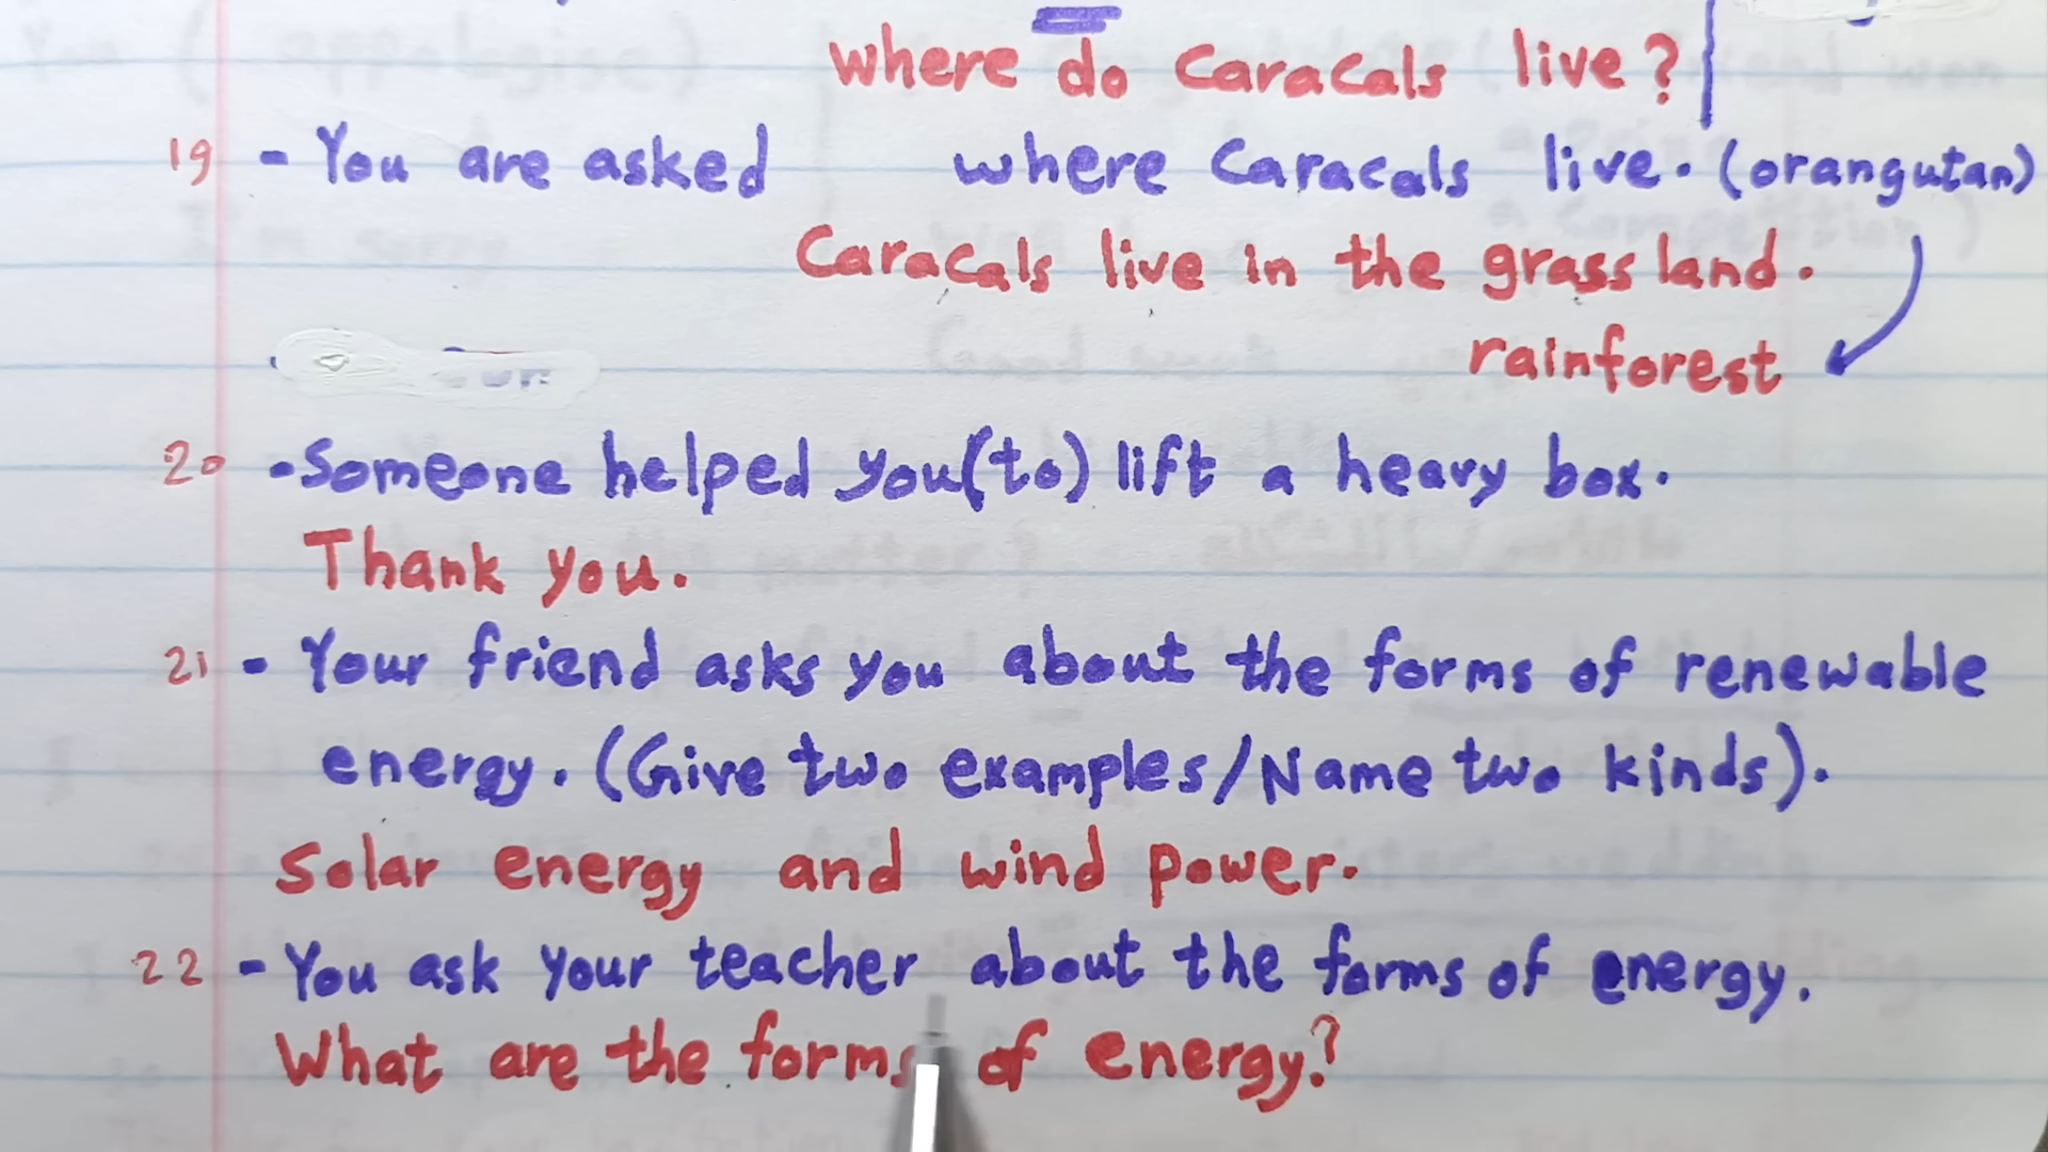 where do Caracals live?
19 - You are asked where Caracals live. (orangutan)
Caracals live in the grassland.
rainforest
20 - Someone helped you(to) lift a heavy box.
Thank you.
21 - Your friend asks you about the forms of renewable
energy. (Give two examples/Name two kinds).
Solar energy and wind power.
22 - You ask your teacher about the forms of energy.
What are the forms of energy?